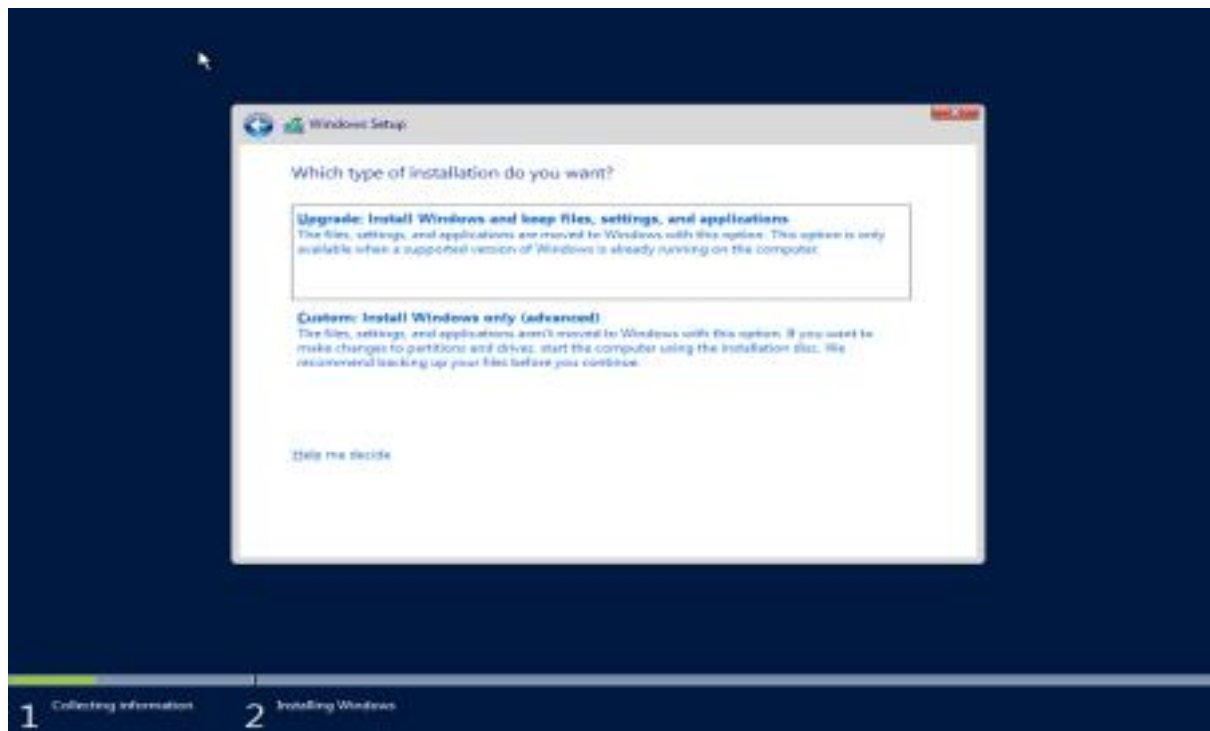 Windows Setup
Which type of installation do you want?
Upgrade: Install Windows and keep files, settings, and applications
The files, settings, and applications are moved to Windows with this option. This option is only
available when a supported version of Windows is already running on the computer.
Custom: Install Windows only (advanced)
The files, settings, and applications aren't moved to Windows with this option. If you want to
make changes to partitions and drives, start the computer using the installation disc. We
recommend backing up your files before you continue.
Help me decide
1 Collecting information 2 Installing Windows